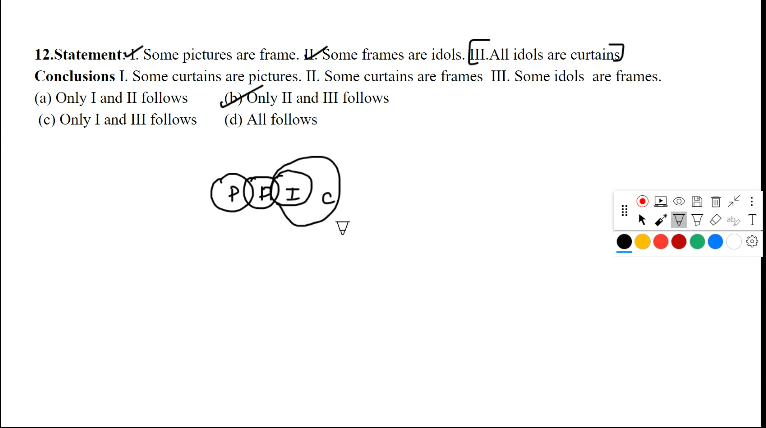 12.Statement: I. Some pictures are frame. II. Some frames are idols. III.All idols are curtains
Conclusions I. Some curtains are pictures. II. Some curtains are frames III. Some idols are frames.
(a) Only I and II follows (b) Only II and III follows
(c) Only I and III follows (d) All follows
P F I C
T